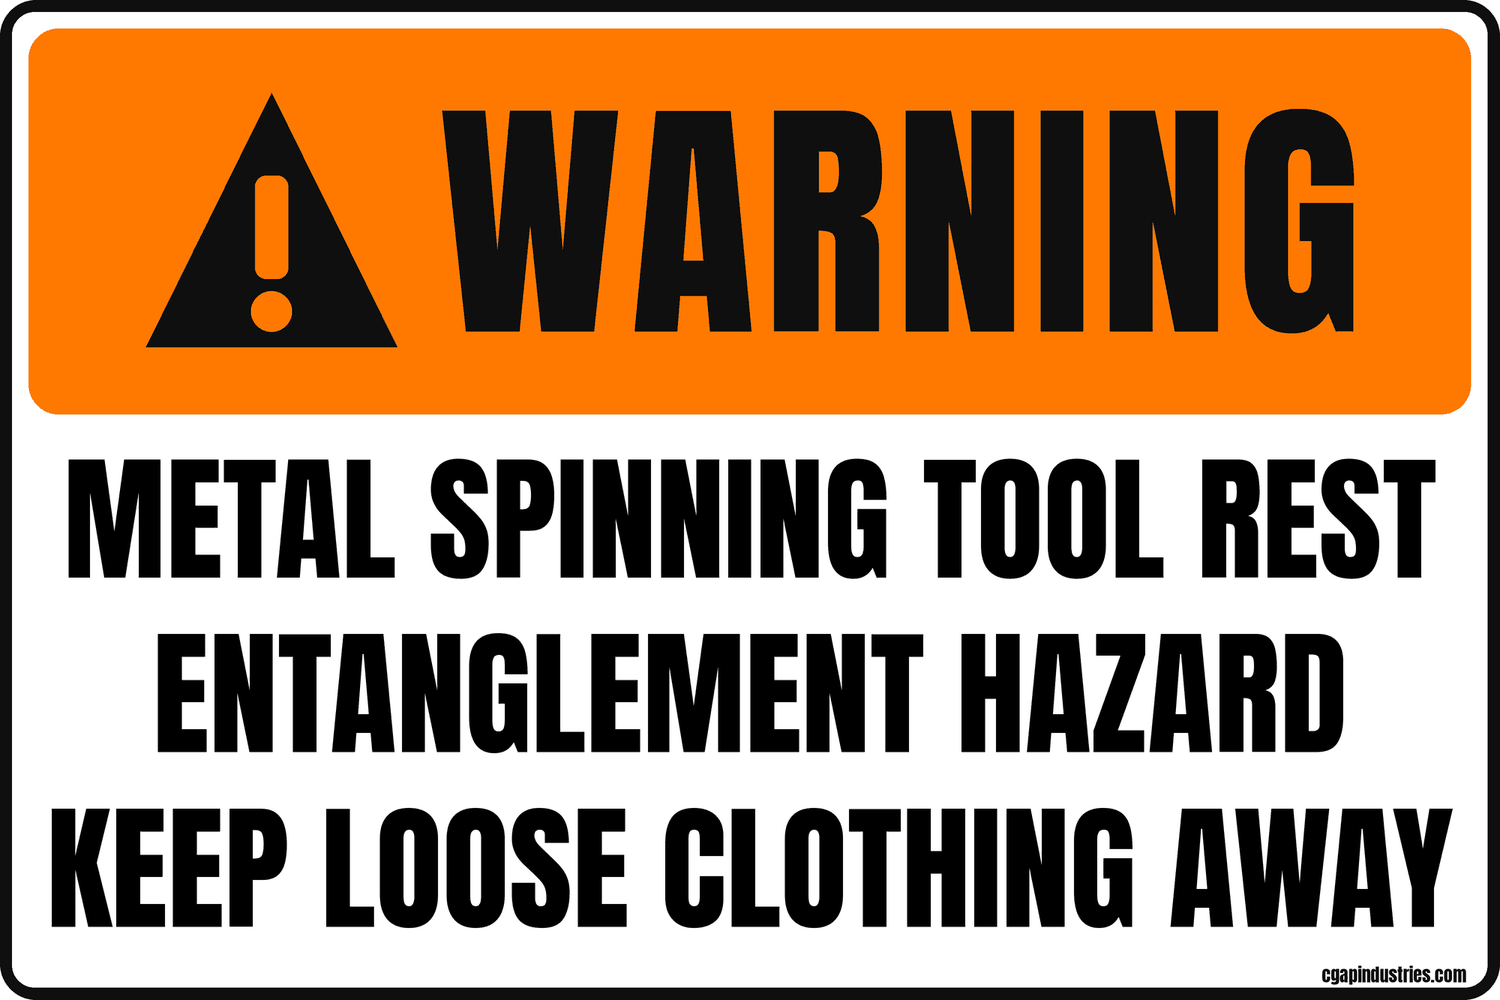 WARNING
METAL SPINNING TOOL REST
ENTANGLEMENT HAZARD
KEEP LOOSE CLOTHING AWAY
cgapindustries.com